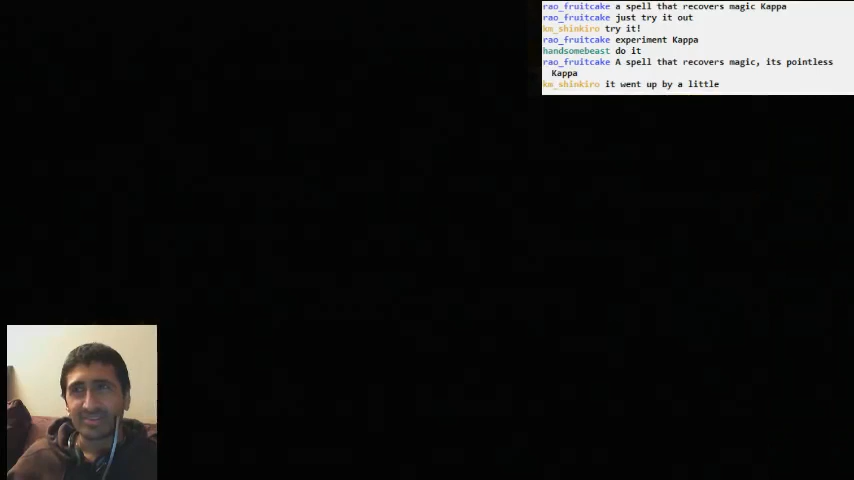 rao_fruitcake a spell that recovers magic Kappa
rao_fruitcake just try it out
km_shinkiro try it!
rao_fruitcake experiment Kappa
handsomebeast do it
rao_fruitcake A spell that recovers magic, its pointless
Kappa
km_shinkiro it went up by a little